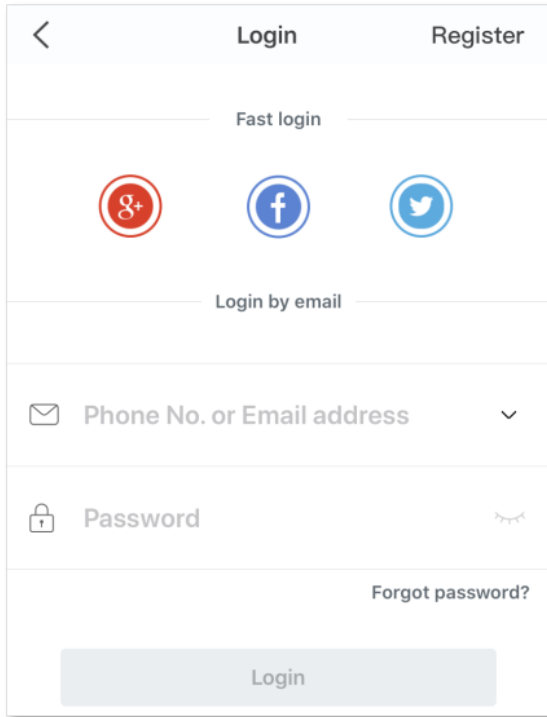 Login
Register
Fast login
g+
f
Login by email
Phone No. or Email address
Password
Forgot password?
Login